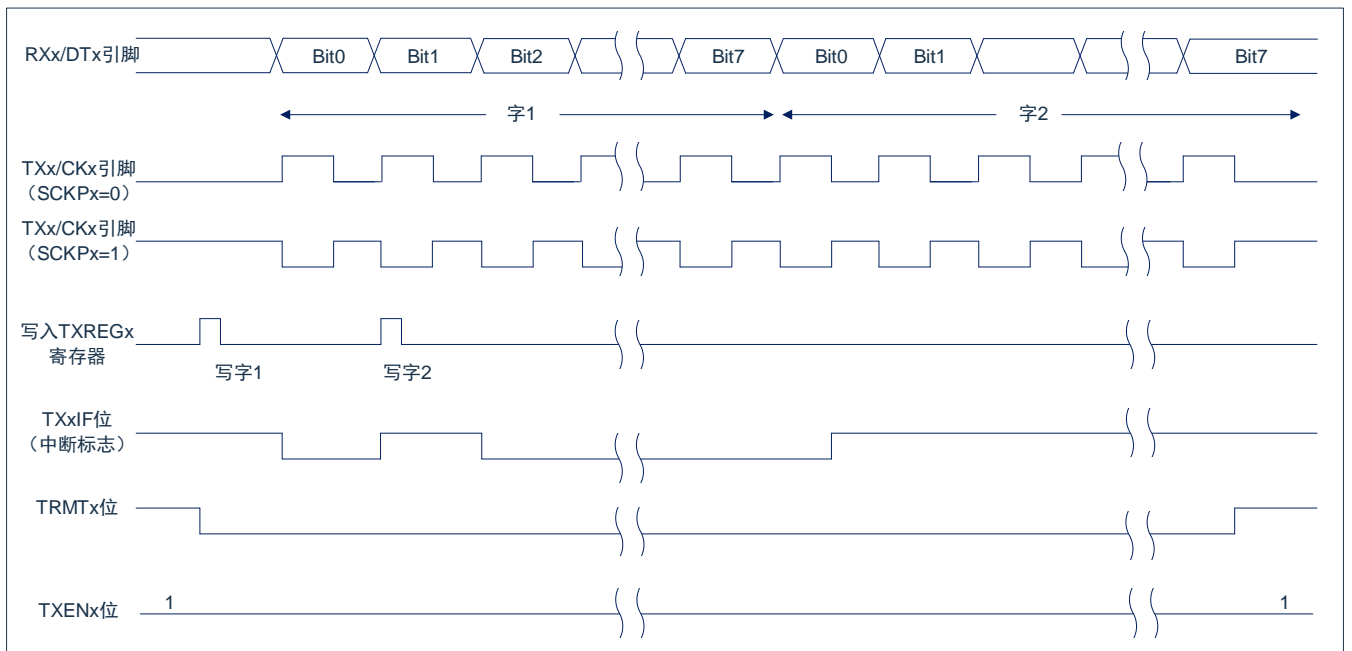 RXx/DTx引脚
Bit0 Bit1 Bit2 Bit7 Bit0 Bit1 Bit7
字1 字2
TXx/CKx引脚
（SCKPx=0）
TXx/CKx引脚
（SCKPx=1）
写入TXREGx
寄存器
写字1 写字2
TXxIF位
（中断标志）
TRMTx位
TXENx位
1 1